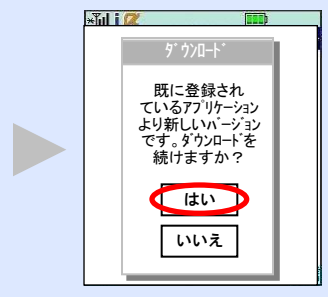 ﾀﾞｳﾝﾛｰﾄﾞ
既に登録され
ているｱﾌﾟﾘｹｰｼｮﾝ
より新しいﾊﾞｰｼﾞｮﾝ
です。ﾀﾞｳﾝﾛｰﾄﾞを
続けますか？
はい
いいえ